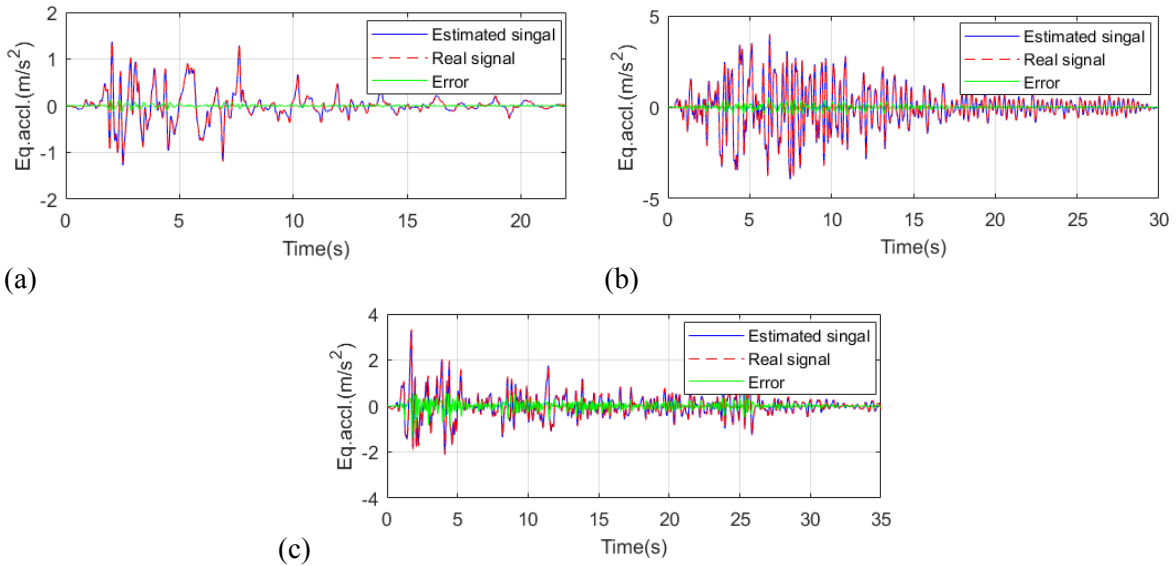 Eq.accl.(m/s²)
2
1
0
-1
-2
Estimated singal
Real signal
Error
0 5 10 15 20
Time(s)
(a)
Eq.accl.(m/s²)
5
0
-5
Estimated singal
Real signal
Error
0 5 10 15 20 25 30
Time(s)
(b)
Eq.accl.(m/s²)
4
2
0
-2
-4
Estimated singal
Real signal
Error
0 5 10 15 20 25 30 35
Time(s)
(c)